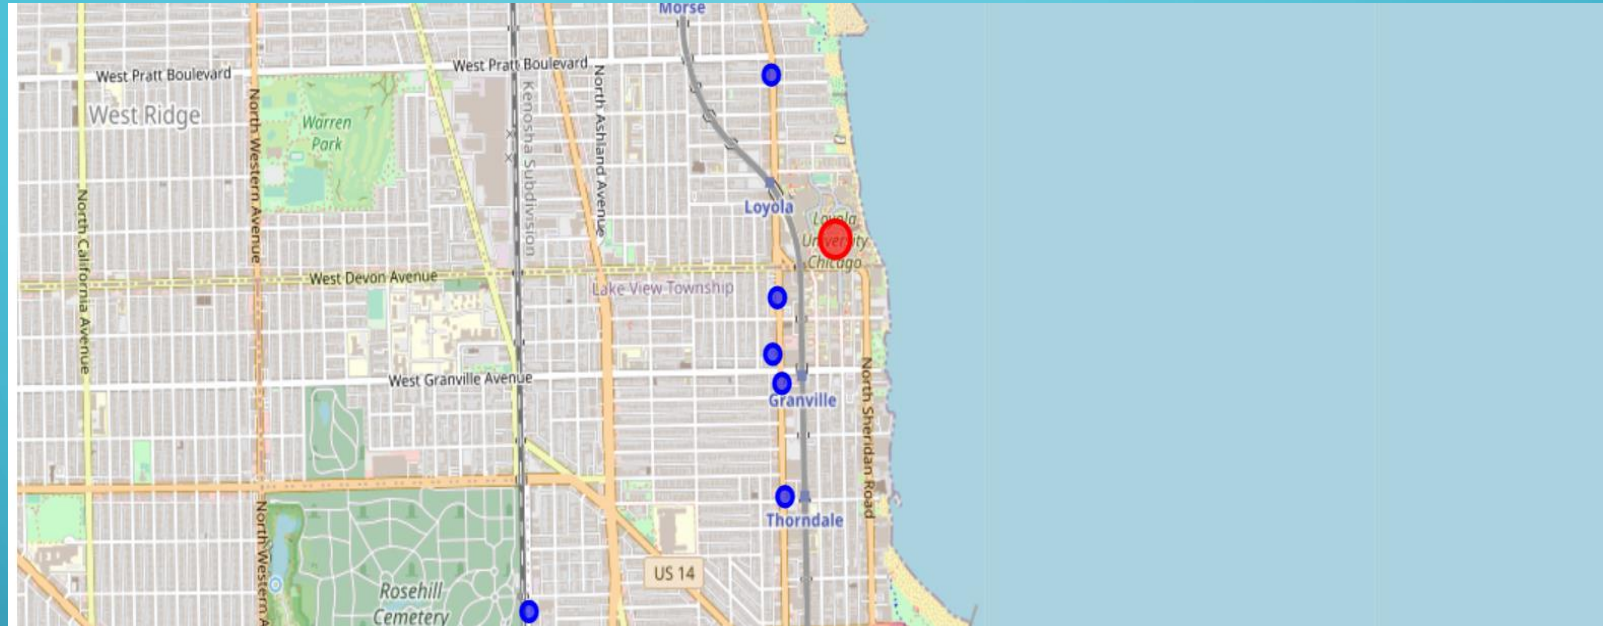 Morse
West Pratt Boulevard
West Pratt Boulevard
West Ridge
Warren
Park
North Western Avenue
Kenosha Subdivision
North Ashland Avenue
North California Avenue
Loyola
Loyola
University
Chicago
West Devon Avenue
Lake View Township
West Granville Avenue
Granville
North Sheridan Road
Thorndale
North Western A
US 14
Rosehill
Cemetery